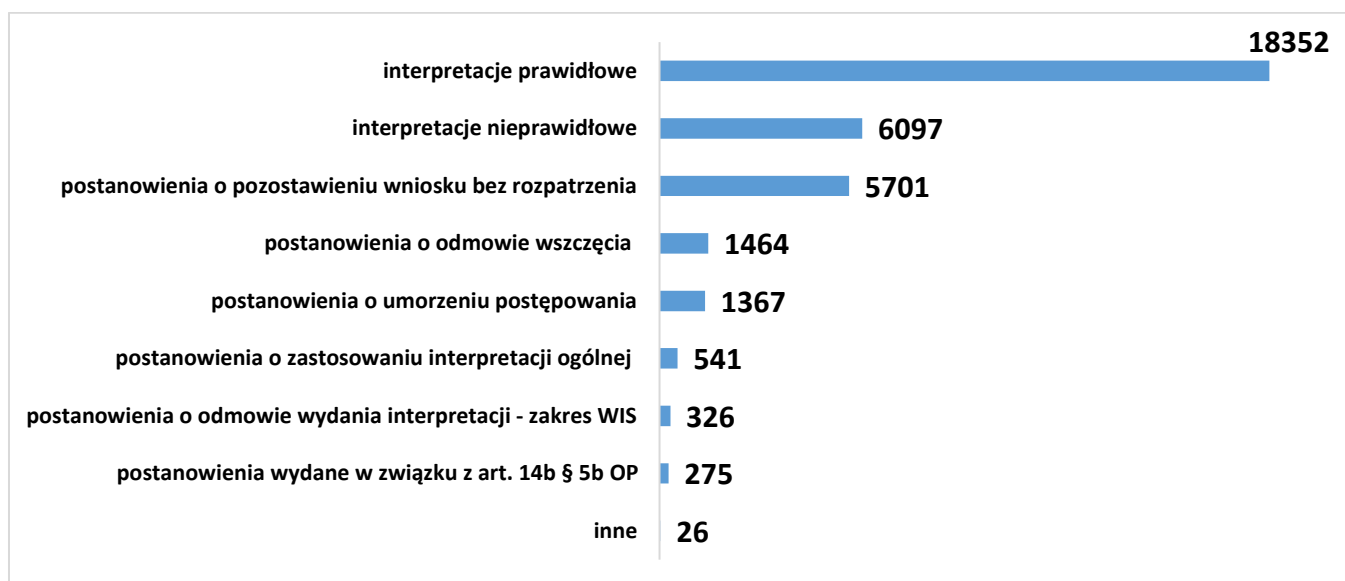 18352
interpretacje prawidłowe
interpretacje nieprawidłowe 6097
postanowienia o pozostawieniu wniosku bez rozpatrzenia 5701
postanowienia o odmowie wszczęcia 1464
postanowienia o umorzeniu postępowania 1367
postanowienia o zastosowaniu interpretacji ogólnej 541
postanowienia o odmowie wydania interpretacji - zakres WIS 326
postanowienia wydane w związku z art. 14b § 5b OP 275
inne 26